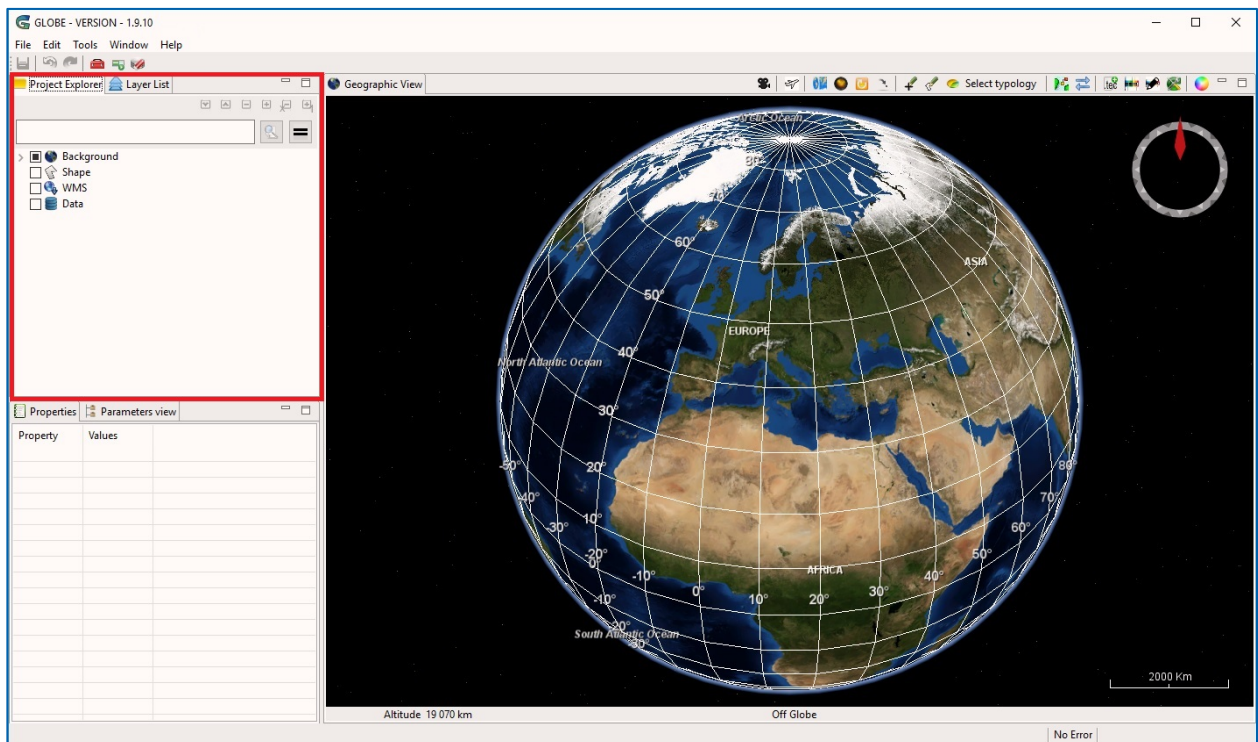 GLOBE - VERSION - 1.9.10
File Edit Tools Window Help
Project Explorer Layer List
Geographic View
Select typology
Background
Shape
WMS
Data
Arctic Ocean
80°
70°
60°
ASIA
50°
EUROPE
North Atlantic Ocean
40°
30°
Properties Parameters view
Property Values
20°
-50° 80°
-40° 70°
10°
-30° 60°
-20° 50°
0°
AFRICA
-10° 40°
-10° 0° 10° 20° 30°
-20°
South Atlantic Ocean
-30°
2000 Km
Altitude 19 070 km Off Globe
No Error